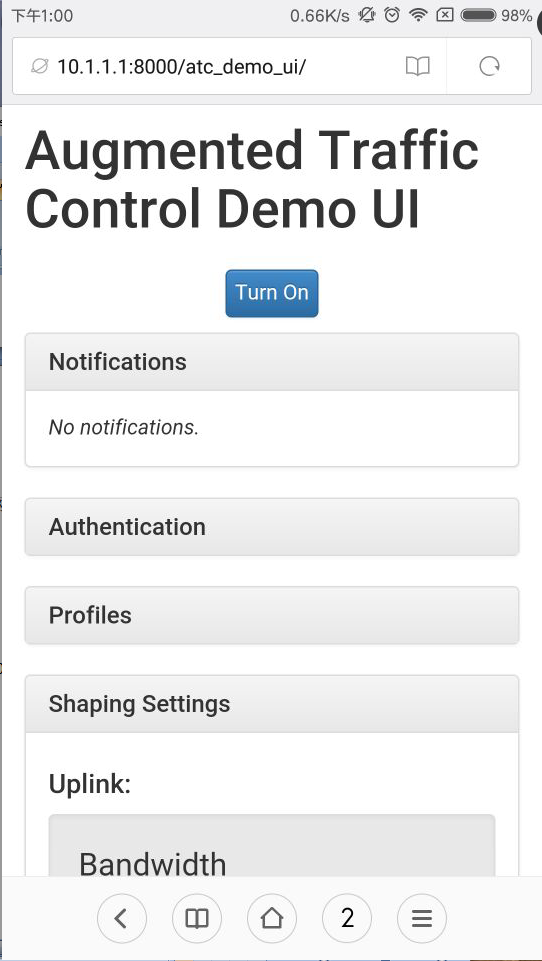 下午1:00
0.66K/s
98%
10.1.1.1:8000/atc_demo_ui/
Augmented Traffic
Control Demo UI
Turn On
Notifications
No notifications.
Authentication
Profiles
Shaping Settings
Uplink:
Bandwidth
2